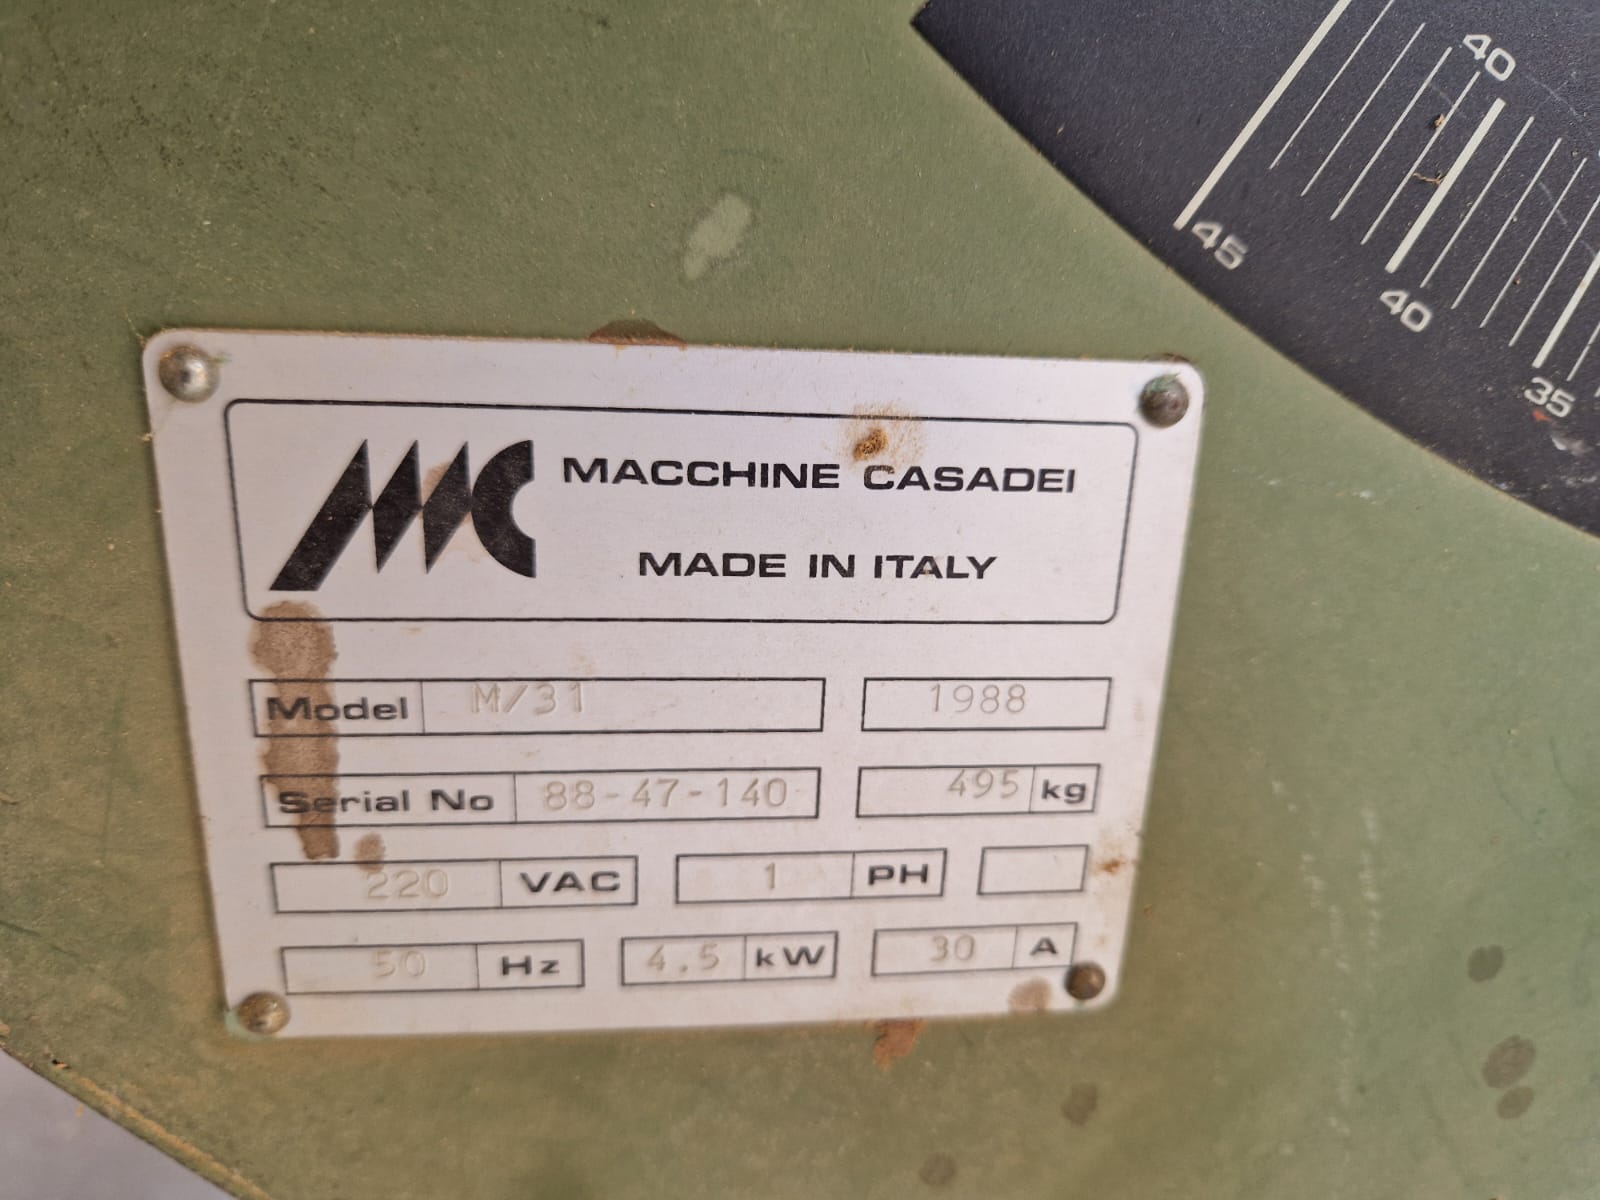 40
45
40
35
MC
MACCHINE CASADEI
MADE IN ITALY
Model M/31 1988
Serial No 88-47-140 495 kg
220 VAC 1 PH
50 Hz 4.5 kW 30 A